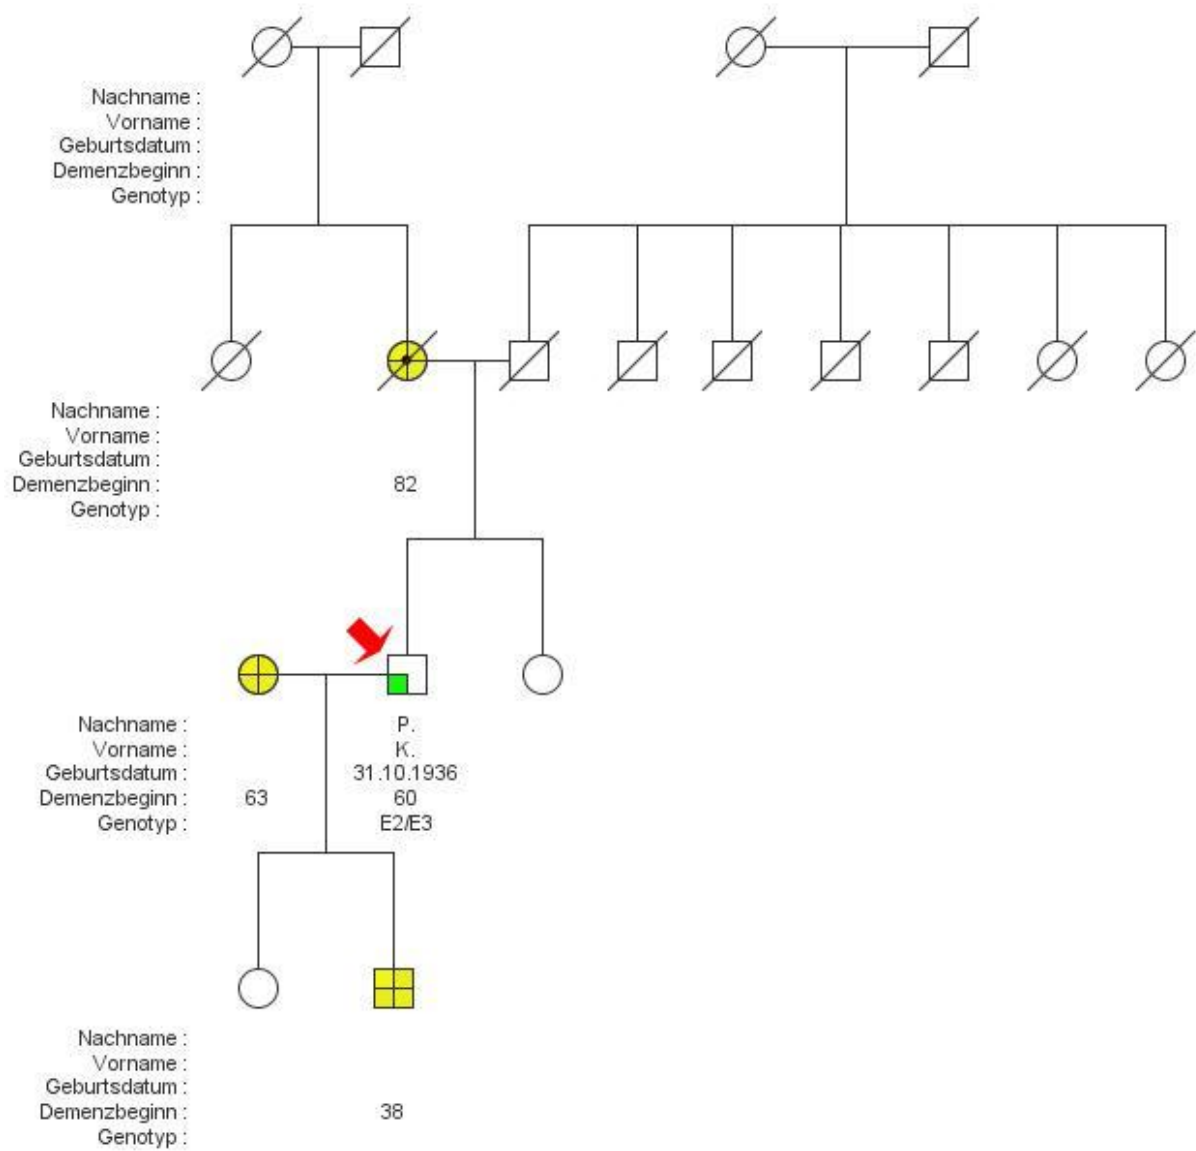 Nachname :
Vorname :
Geburtsdatum :
Demenzbeginn :
Genotyp :
Nachname :
Vorname :
Geburtsdatum :
Demenzbeginn : 82
Genotyp :
Nachname : P.
Vorname : K.
Geburtsdatum : 31.10.1936
Demenzbeginn : 63 60
Genotyp : E2/E3
Nachname :
Vorname :
Geburtsdatum :
Demenzbeginn : 38
Genotyp :